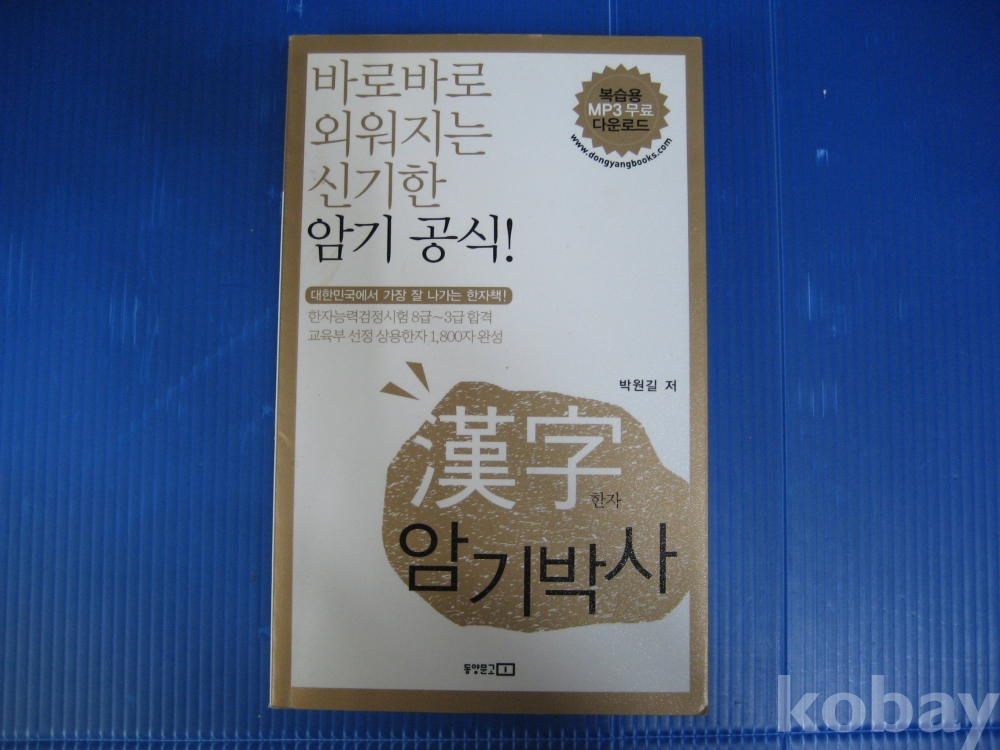 바로바로
외워지는
신기한
암기 공식!
복습용
MP3 무료
다운로드
www.dongyangbooks.com
대한민국에서 가장 잘 나가는 한자책!
한자능력검정시험 8급~3급 합격
교육부 선정 상용한자 1,800자 완성
박원길 저
漢字
한자
암기박사
동양문고
kobay